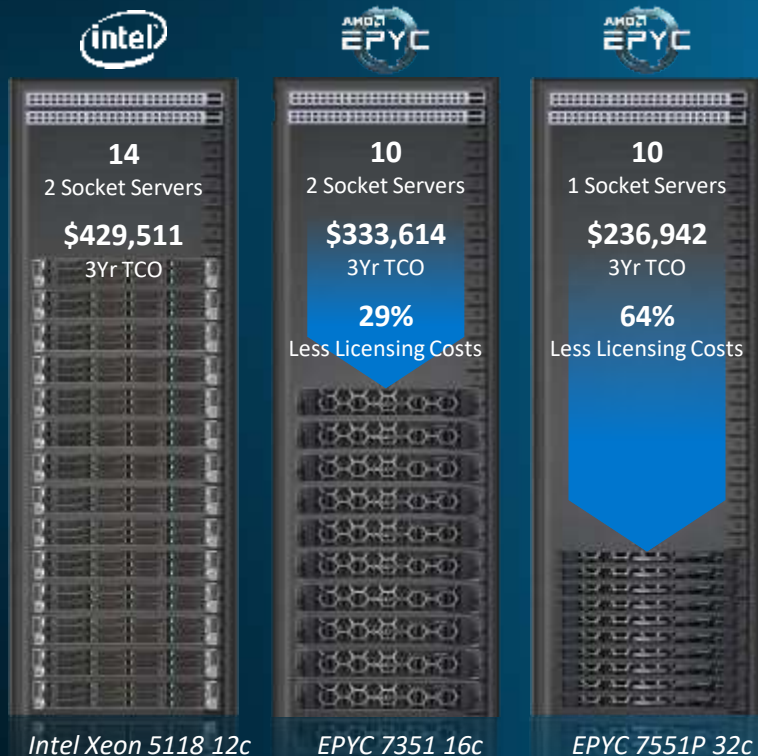 intel
AMD
EPYC
AMD
EPYC
14
2 Socket Servers
$429,511
3Yr TCO
10
2 Socket Servers
$333,614
3Yr TCO
29%
Less Licensing Costs
10
1 Socket Servers
$236,942
3Yr TCO
64%
Less Licensing Costs
Intel Xeon 5118 12c
EPYC 7351 16c
EPYC 7551P 32c